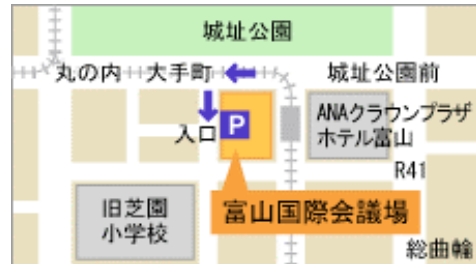 城址公園
丸の内
大手町
城址公園前
入口
P
ANAクラウンプラザ
ホテル富山
R41
旧芝園
小学校
富山国際会議場
総曲輪